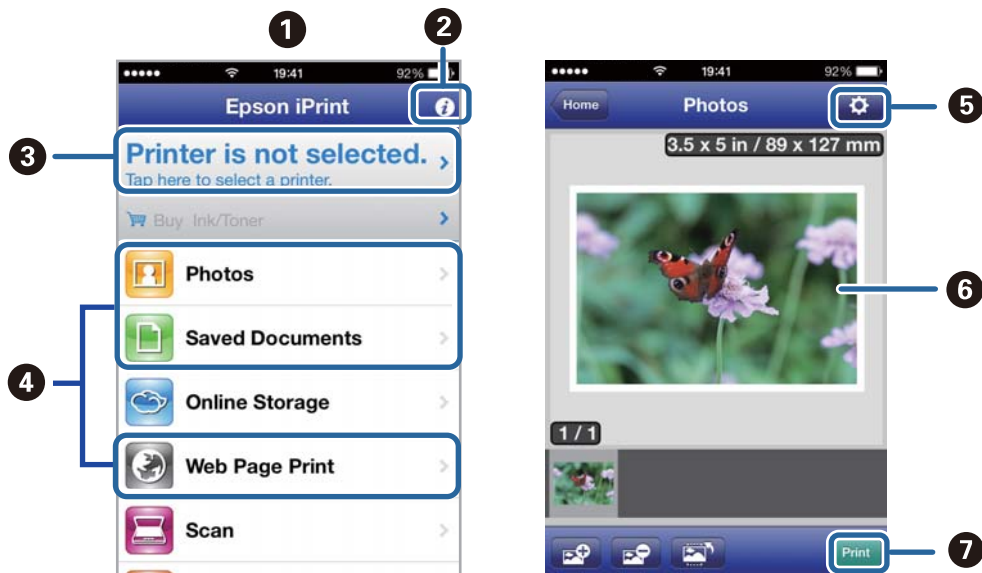 1
2
19:41
92%
Epson iPrint
i
3
Printer is not selected.
Tap here to select a printer.
Buy Ink/Toner
Photos
Saved Documents
4
Online Storage
Web Page Print
Scan
19:41
92%
Home
Photos
5
3.5 x 5 in / 89 x 127 mm
6
1 / 1
Print
7